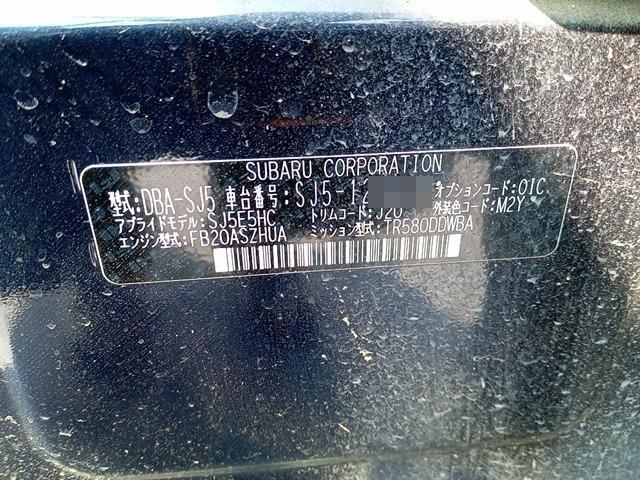 SUBARU CORPORATION
型式:DBA-SJ5 車台番号:SJ5-12 オプションコード:01C
アプライドモデル:SJ5E5HC トリムコード:J20 外装色コード:M2Y
エンジン型式:FB20ASZHUA ミッション型式:TR580DDWBA